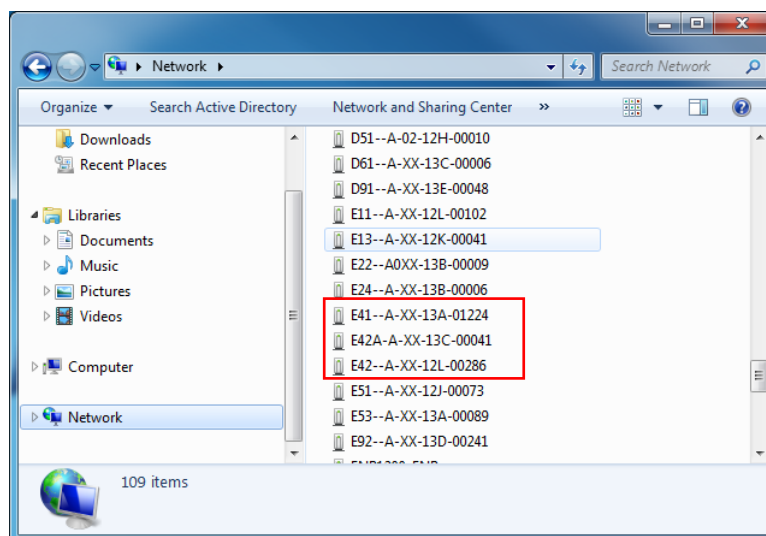 Network
Search Network
Organize
Search Active Directory
Network and Sharing Center
»
Downloads
Recent Places
Libraries
Documents
Music
Pictures
Videos
Computer
Network
D51--A-02-12H-00010
D61--A-XX-13C-00006
D91--A-XX-13E-00048
E11--A-XX-12L-00102
E13--A-XX-12K-00041
E22--A0XX-13B-00009
E24--A-XX-13B-00006
E41--A-XX-13A-01224
E42A-A-XX-13C-00041
E42--A-XX-12L-00286
E51--A-XX-12J-00073
E53--A-XX-13A-00089
E92--A-XX-13D-00241
109 items